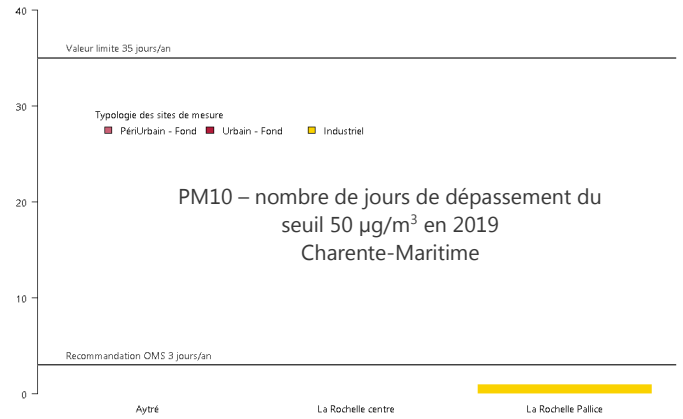 40
Valeur limite 35 jours/an
30
Typologie des sites de mesure
PériUrbain - Fond Urbain - Fond Industriel
PM10 – nombre de jours de dépassement du
seuil 50 µg/m³ en 2019
Charente-Maritime
20
10
Recommandation OMS 3 jours/an
0
Aytré La Rochelle centre La Rochelle Pallice